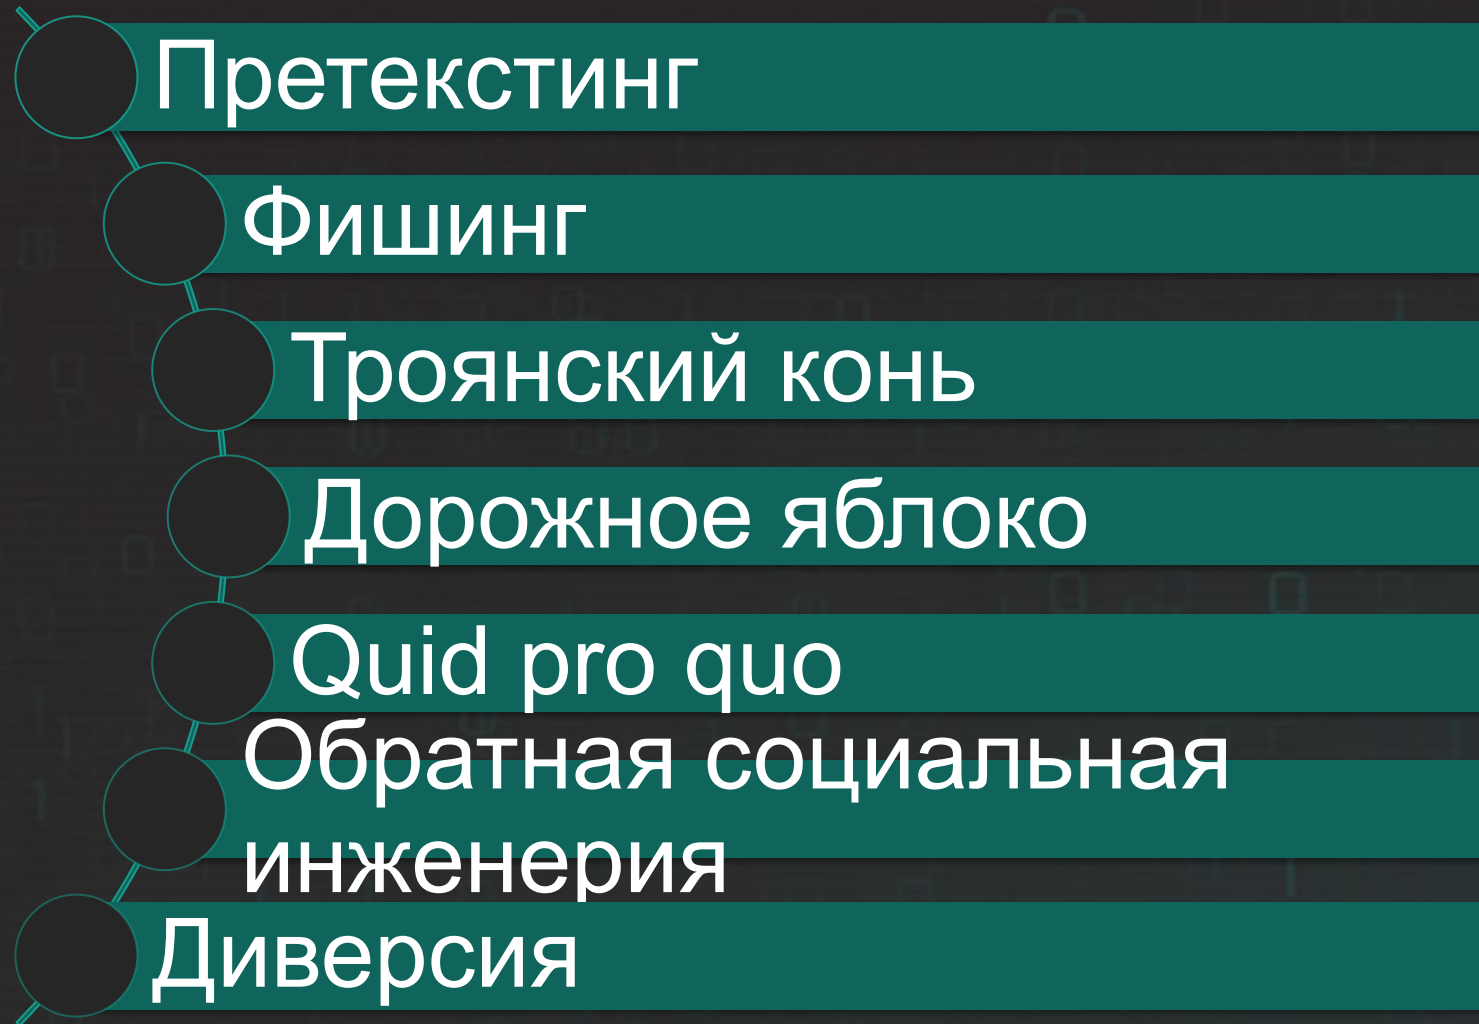 Претекстинг
Фишинг
Троянский конь
Дорожное яблоко
Quid pro quo
Обратная социальная
инженерия
Диверсия